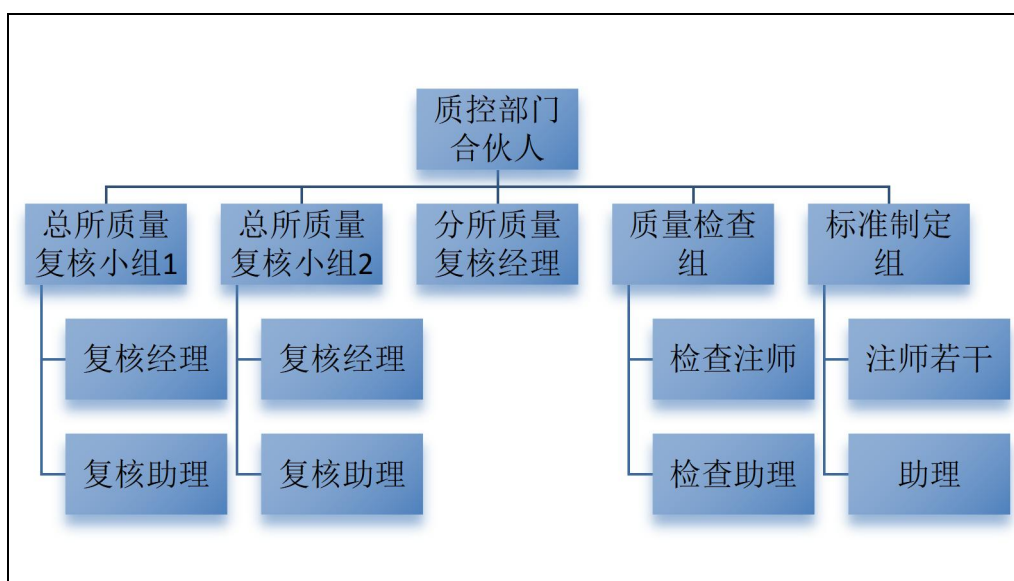 质控部门
合伙人
总所质量
复核小组1
总所质量
复核小组2
分所质量
复核经理
质量检查
组
标准制定
组
复核经理
复核经理
检查注师
注师若干
复核助理
复核助理
检查助理
助理